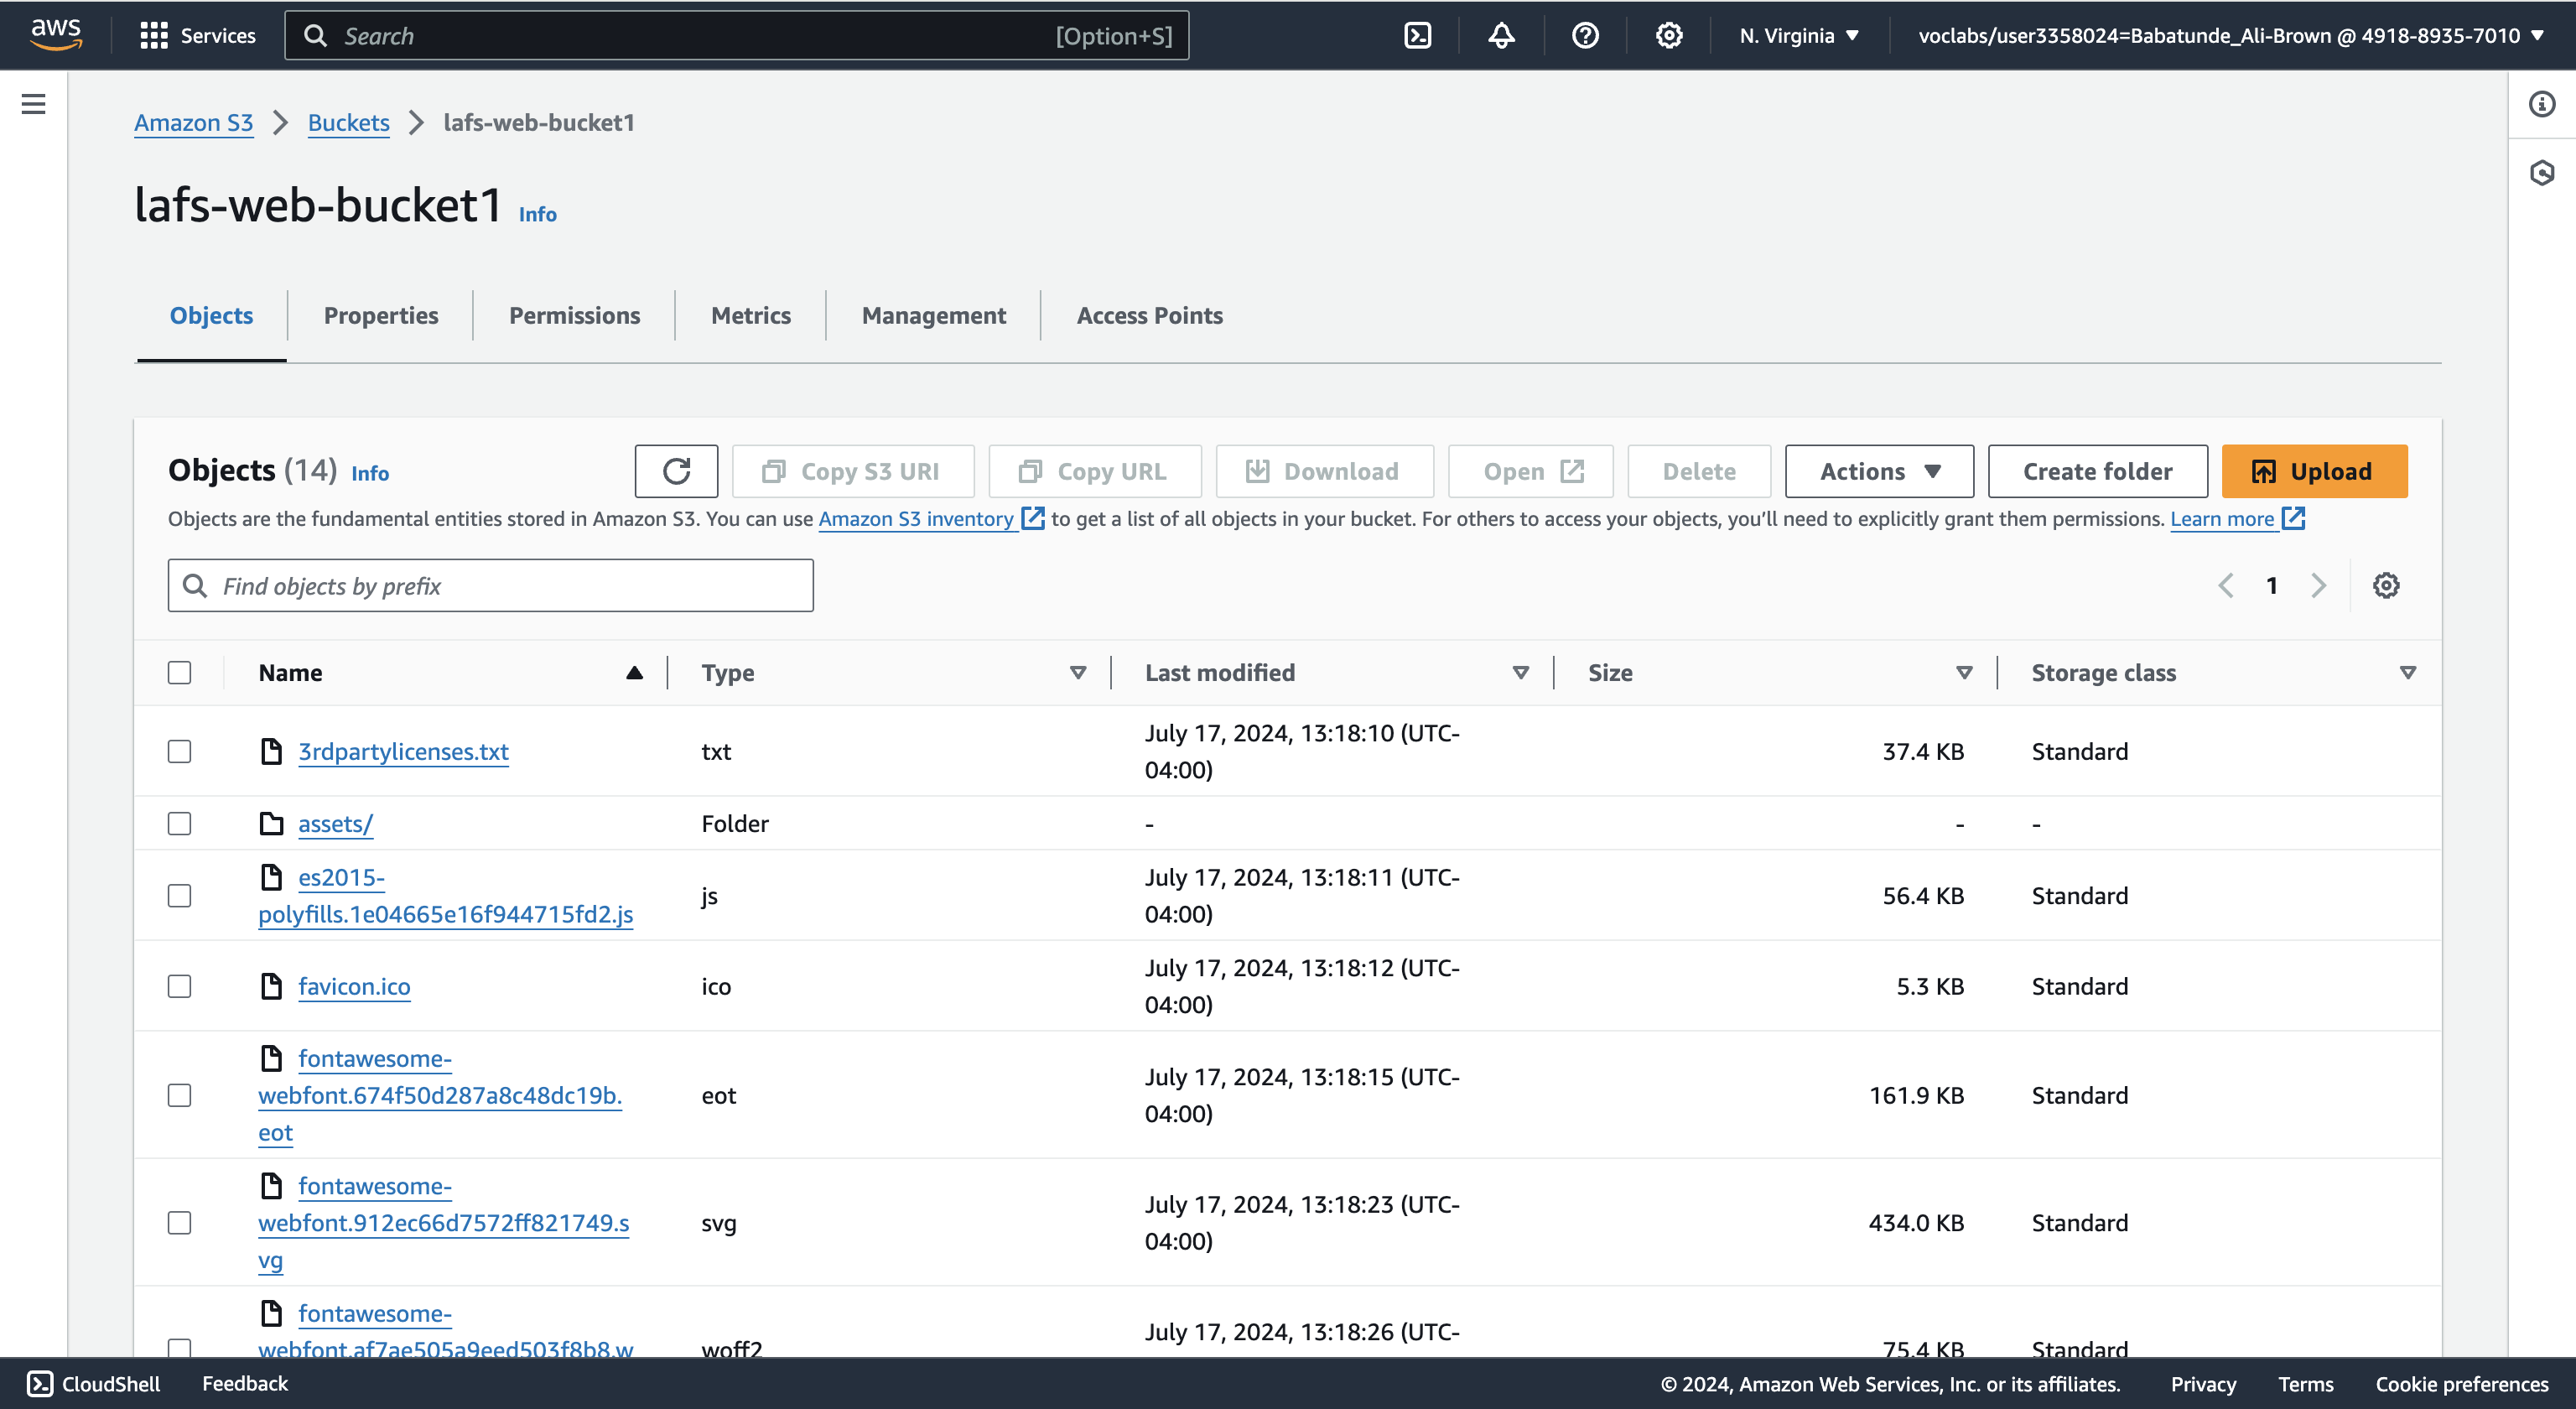 aws Services Search [Option+S] N. Virginia voclabs/user3358024=Babatunde_Ali-Brown @ 4918-8935-7010
Amazon S3 Buckets lafs-web-bucket1
lafs-web-bucket1 Info
Objects Properties Permissions Metrics Management Access Points
Objects (14) Info Copy S3 URI Copy URL Download Open Delete Actions Create folder Upload
Objects are the fundamental entities stored in Amazon S3. You can use Amazon S3 inventory to get a list of all objects in your bucket. For others to access your objects, you’ll need to explicitly grant them permissions. Learn more
Find objects by prefix 1
Name Type Last modified Size Storage class
3rdpartylicenses.txt txt July 17, 2024, 13:18:10 (UTC-
04:00) 37.4 KB Standard
assets/ Folder - - -
es2015-
polyfills.1e04665e16f944715fd2.js js July 17, 2024, 13:18:11 (UTC-
04:00) 56.4 KB Standard
favicon.ico ico July 17, 2024, 13:18:12 (UTC-
04:00) 5.3 KB Standard
fontawesome-
webfont.674f50d287a8c48dc19b.
eot eot July 17, 2024, 13:18:15 (UTC-
04:00) 161.9 KB Standard
fontawesome-
webfont.912ec66d7572ff821749.s
vg svg July 17, 2024, 13:18:23 (UTC-
04:00) 434.0 KB Standard
fontawesome-
webfont.af7ae505a9eed503f8b8.w woff2 July 17, 2024, 13:18:26 (UTC-
75.4 KB Standard
CloudShell Feedback © 2024, Amazon Web Services, Inc. or its affiliates. Privacy Terms Cookie preferences